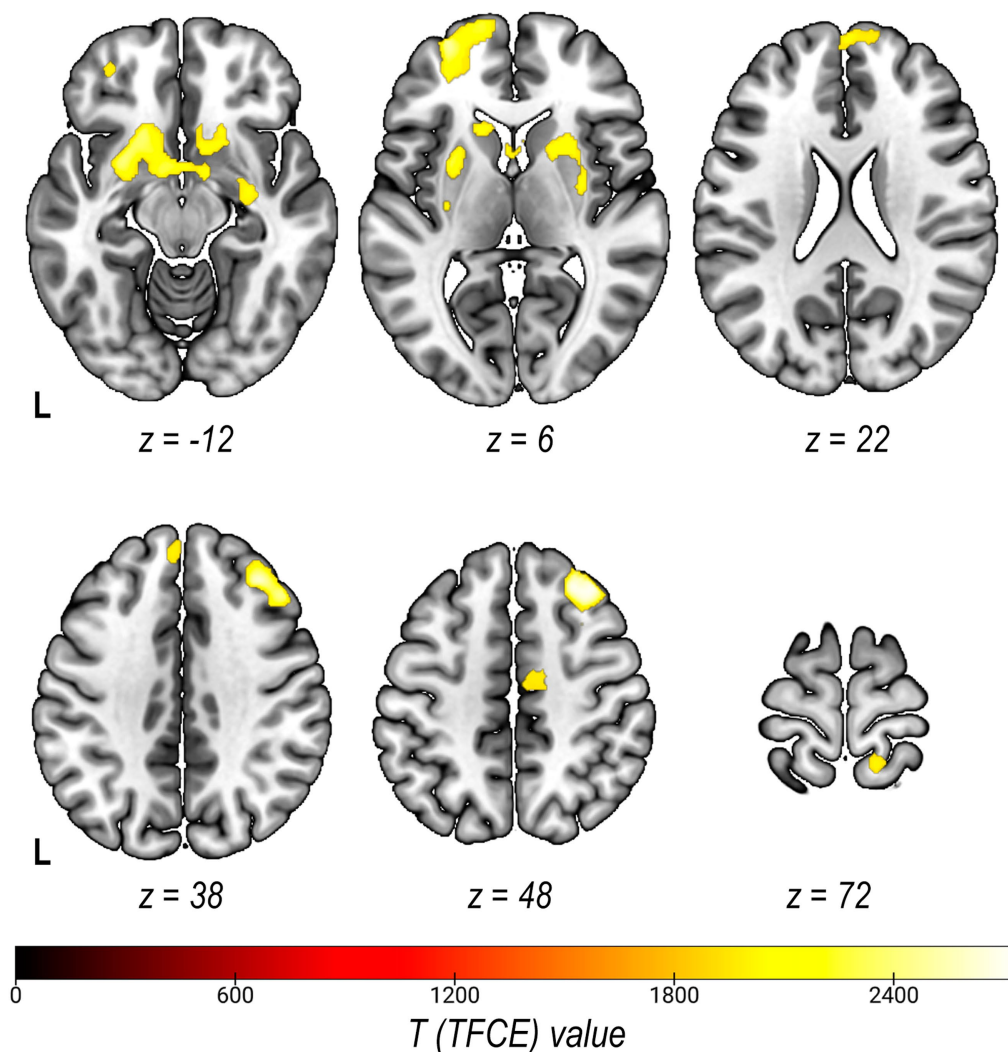 L
z = -12
z = 6
z = 22
L
z = 38
z = 48
z = 72
0 600 1200 1800 2400
T (TFCE) value